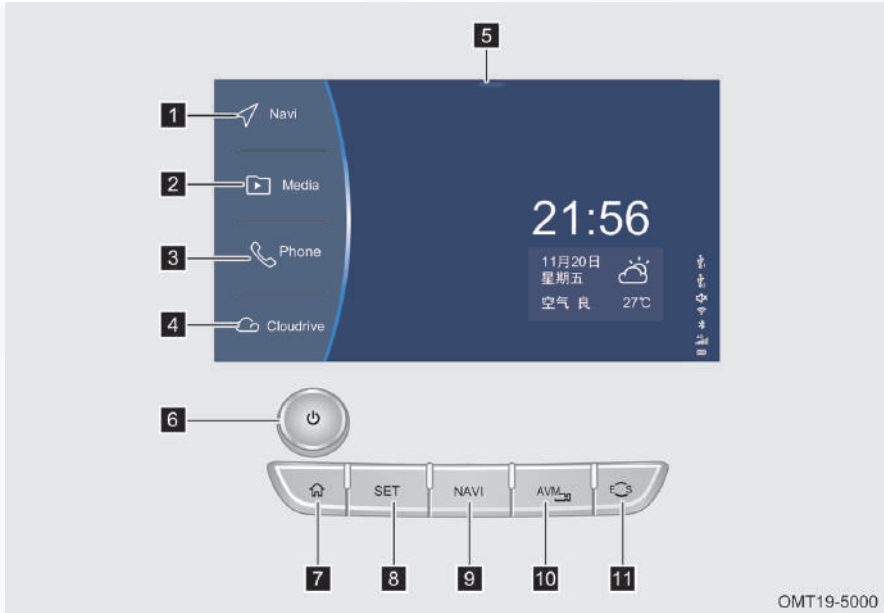 5
1
Navi
2
Media
21:56
3
Phone
11月20日
星期五
空气 良
27℃
4
Cloudrive
6
SET
NAVI
AVM
7
8
9
10
11
OMT19-5000